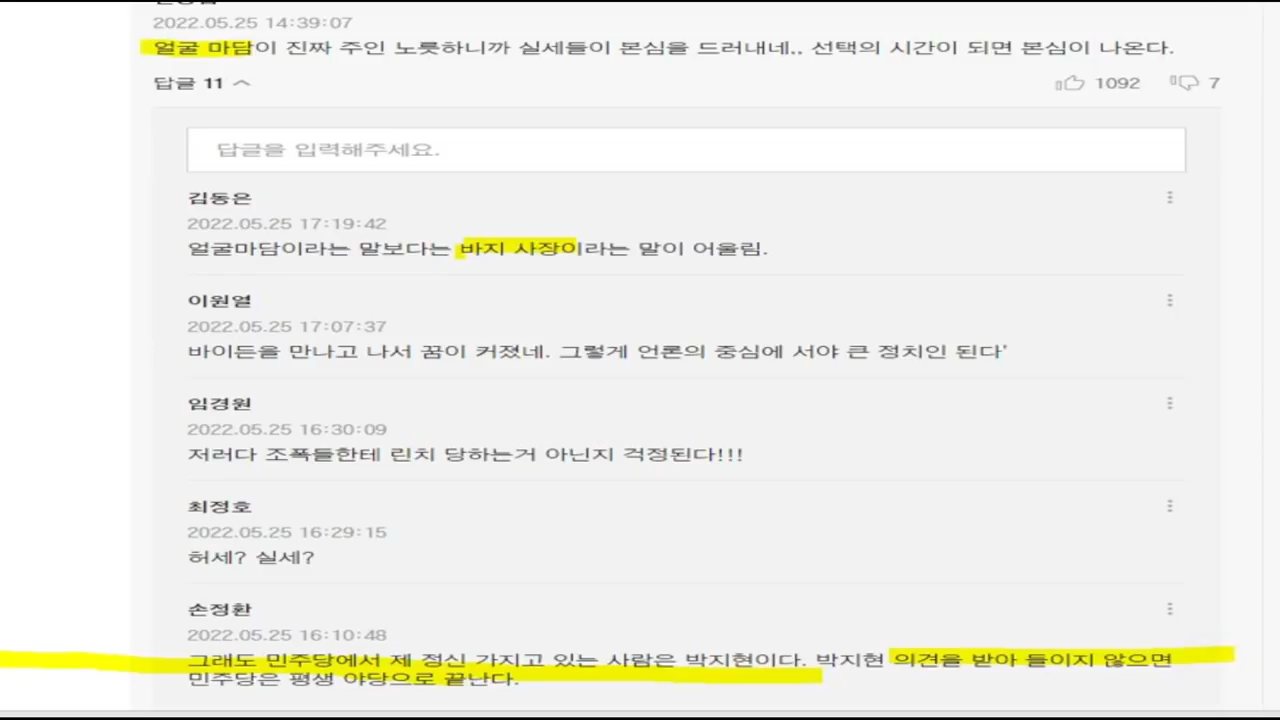 2022.05.25 14:39:07
얼굴 마담이 진짜 주인 노릇하니까 실세들이 본심을 드러내네.. 선택의 시간이 되면 본심이 나온다.
답글 11
1092 7
답글을 입력해주세요.
김동은
2022.05.25 17:19:42
얼굴마담이라는 말보다는 바지 사장이라는 말이 어울림.
이원열
2022.05.25 17:07:37
바이든을 만나고 나서 꿈이 커졌네. 그렇게 언론의 중심에 서야 큰 정치인 된다'
임경원
2022.05.25 16:30:09
저러다 조폭들한테 린치 당하는거 아닌지 걱정된다!!!
최정호
2022.05.25 16:29:15
허세? 실세?
손정환
2022.05.25 16:10:48
그래도 민주당에서 제 정신 가지고 있는 사람은 박지현이다. 박지현 의견을 받아 들이지 않으면
민주당은 평생 야당으로 끝난다.